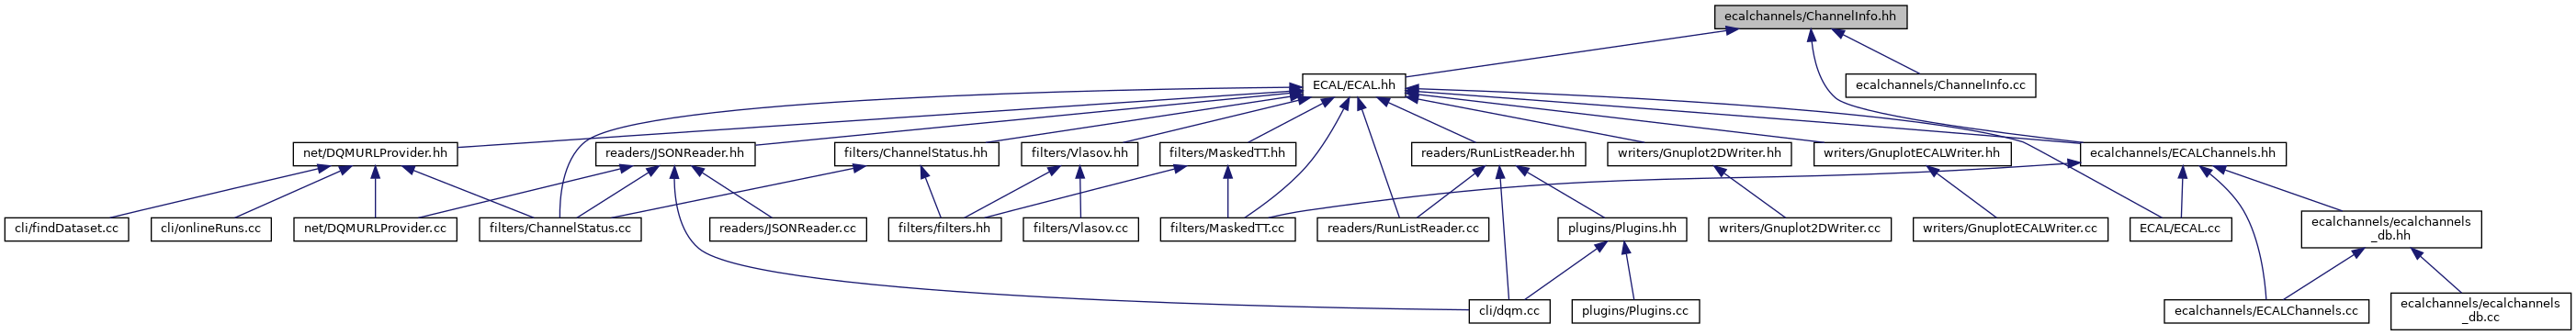 ecalchannels/ChannelInfo.hh
ECAL/ECAL.hh
ecalchannels/ChannelInfo.cc
net/DQMURLProvider.hh
readers/JSONReader.hh
filters/ChannelStatus.hh
filters/Vlasov.hh
filters/MaskedTT.hh
readers/RunListReader.hh
writers/Gnuplot2DWriter.hh
writers/GnuplotECALWriter.hh
ecalchannels/ECALChannels.hh
cli/findDataset.cc
cli/onlineRuns.cc
net/DQMURLProvider.cc
filters/ChannelStatus.cc
readers/JSONReader.cc
filters/filters.hh
filters/Vlasov.cc
filters/MaskedTT.cc
readers/RunListReader.cc
plugins/Plugins.hh
writers/Gnuplot2DWriter.cc
writers/GnuplotECALWriter.cc
ECAL/ECAL.cc
ecalchannels/ecalchannels
_db.hh
cli/dqm.cc
plugins/Plugins.cc
ecalchannels/ECALChannels.cc
ecalchannels/ecalchannels
_db.cc